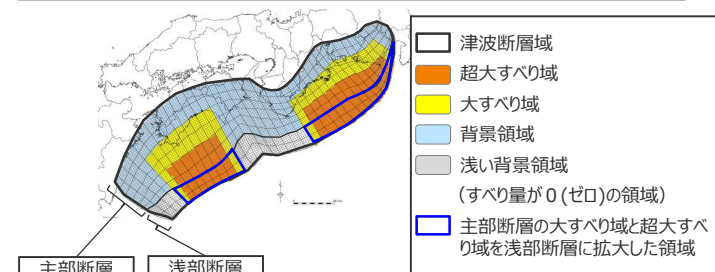 津波断層域
超大すべり域
大すべり域
背景領域
浅い背景領域
(すべり量が0(ゼロ)の領域)
主部断層の大すべり域と超大すべ
り域を浅部断層に拡大した領域
主部断層
浅部断層